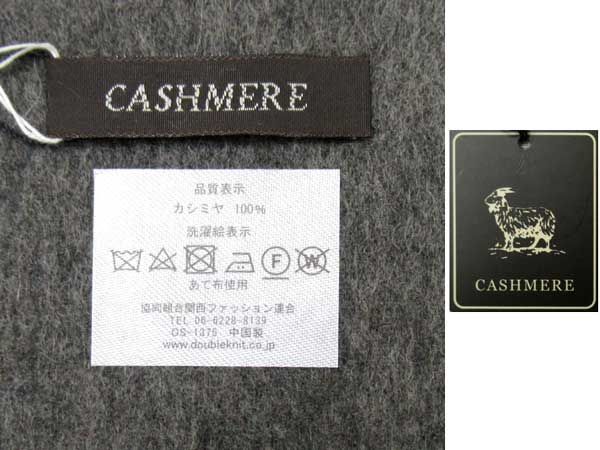 CASHMERE
品質表示
カシミヤ 100%
洗濯絵表示
F W
あて布使用
協同組合関西ファッション連合
TEL 06-6228-8139
OS-1375 中国製
www.doubleknit.co.jp
CASHMERE